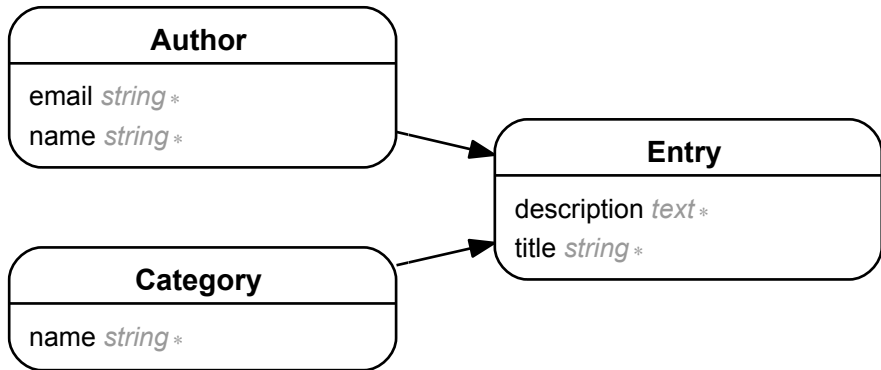 Author
email string *
name string *
Entry
description text *
title string *
Category
name string *